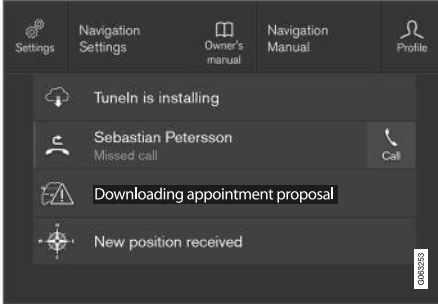 Settings
Navigation
Settings
Owner's
manual
Navigation
Manual
Profile
TuneIn is installing
Sebastian Petersson
Missed call
Call
Downloading appointment proposal
New position received
G063253